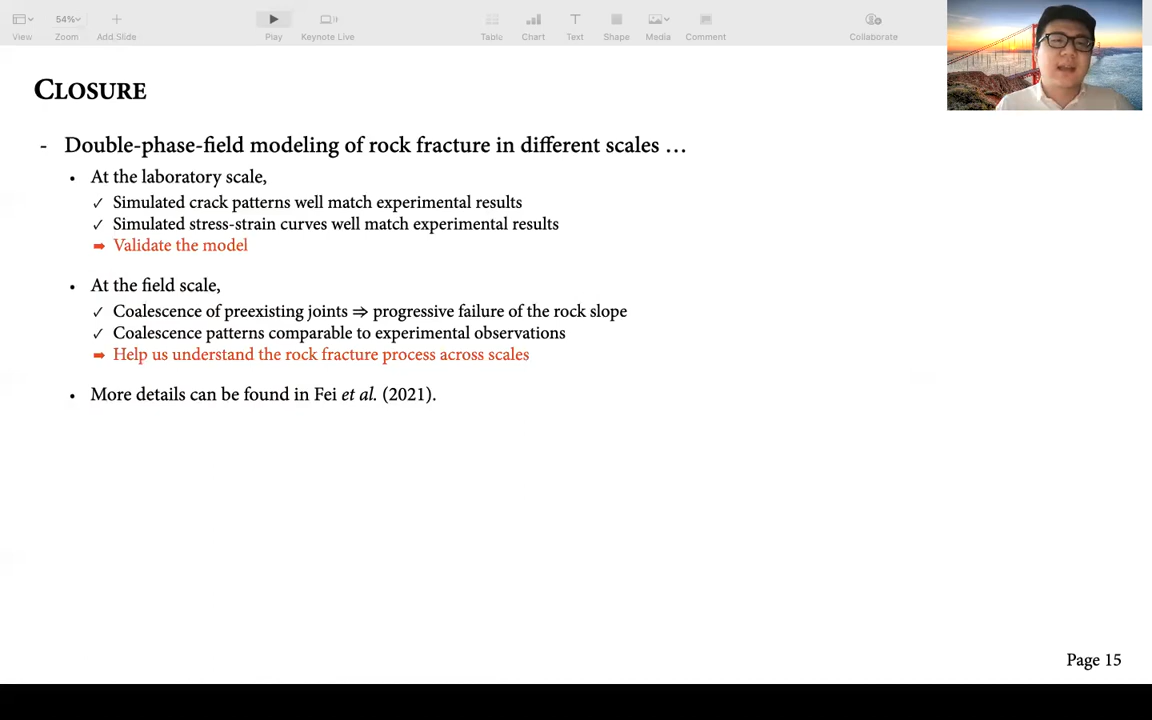 54%
View Zoom Add Slide Play Keynote Live Table Chart Text Shape Media Comment Collaborate
CLOSURE
- Double-phase-field modeling of rock fracture in different scales …
• At the laboratory scale,
✓ Simulated crack patterns well match experimental results
✓ Simulated stress-strain curves well match experimental results
➡ Validate the model
• At the field scale,
✓ Coalescence of preexisting joints ⇒ progressive failure of the rock slope
✓ Coalescence patterns comparable to experimental observations
➡ Help us understand the rock fracture process across scales
• More details can be found in Fei et al. (2021).
Page 15